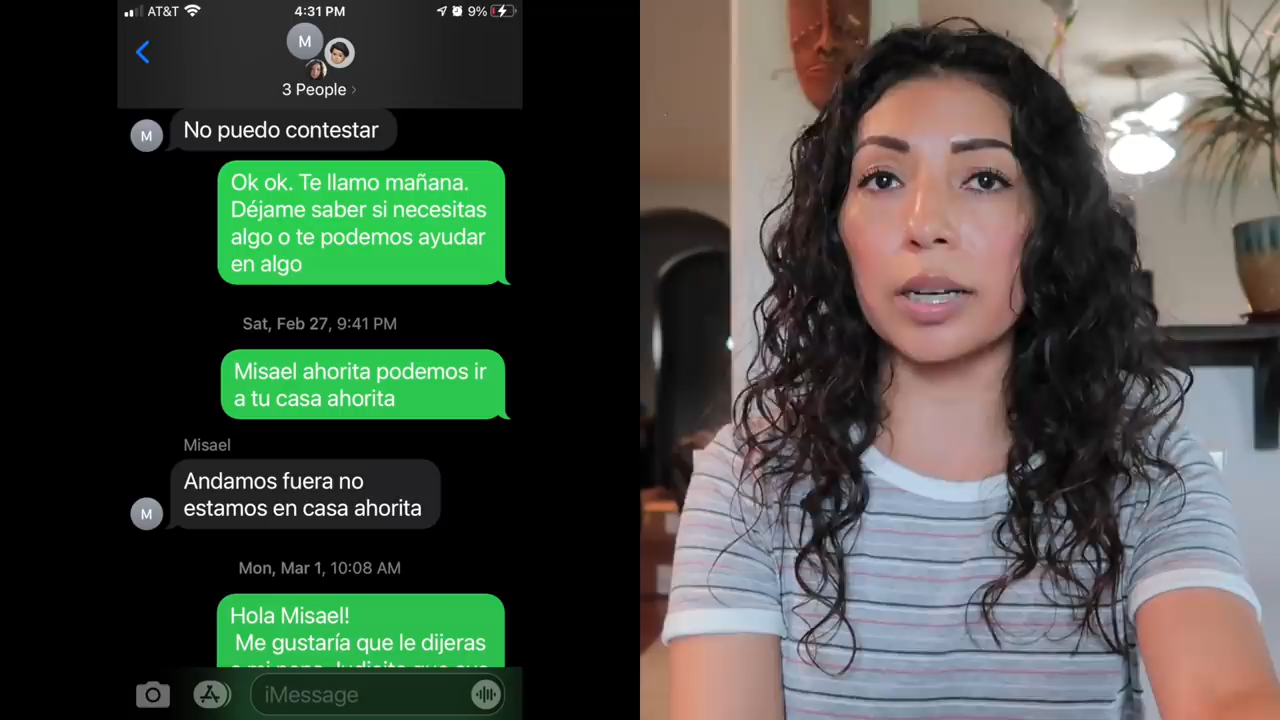 AT&T
4:31 PM
9%
M
3 People
No puedo contestar
M
Ok ok. Te llamo mañana.
Déjame saber si necesitas
algo o te podemos ayudar
en algo
Sat, Feb 27, 9:41 PM
Misael ahorita podemos ir
a tu casa ahorita
Misael
Andamos fuera no
estamos en casa ahorita
M
Mon, Mar 1, 10:08 AM
Hola Misael!
Me gustaría que le dijeras
iMessage